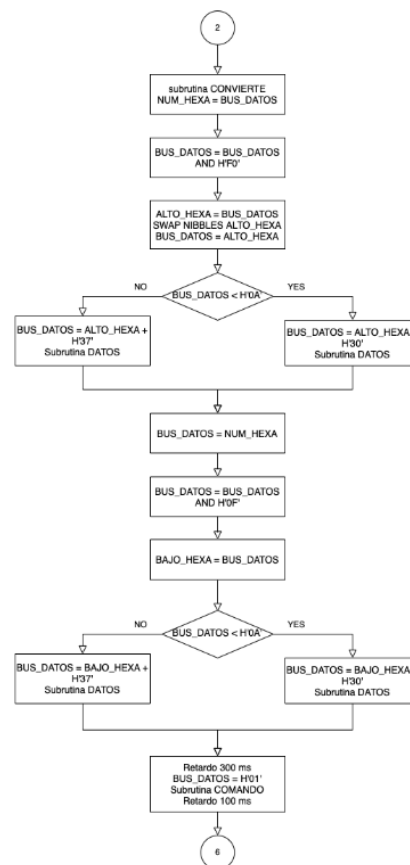 2
subrutina CONVIERTE
NUM_HEXA = BUS_DATOS
BUS_DATOS = BUS_DATOS
AND H'F0'
ALTO_HEXA = BUS_DATOS
SWAP NIBBLES ALTO_HEXA
BUS_DATOS = ALTO_HEXA
NO
BUS_DATOS < H'0A'
YES
BUS_DATOS = ALTO_HEXA +
H'37'
Subrutina DATOS
BUS_DATOS = ALTO_HEXA
H'30'
Subrutina DATOS
BUS_DATOS = NUM_HEXA
BUS_DATOS = BUS_DATOS
AND H'0F'
BAJO_HEXA = BUS_DATOS
NO
BUS_DATOS < H'0A'
YES
BUS_DATOS = BAJO_HEXA +
H'37'
Subrutina DATOS
BUS_DATOS = BAJO_HEXA
H'30'
Subrutina DATOS
Retardo 300 ms
BUS_DATOS = H'01'
Subrutina COMANDO
Retardo 100 ms
6